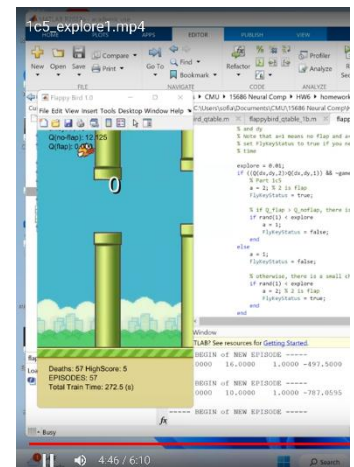 1c5_explore1.mp4
HOME PLOTS APPS EDITOR PUBLISH VIEW
New Open Save Compare Print Go To Find Bookmark Refactor Profiler Analyze
FILE NAVIGATE CODE ANALYZE
Flappy Bird 1.0
CMU ▸ 15686 Neural Comp ▸ HW6 ▸ homework
File Edit View Insert Tools Desktop Window Help
C:\Users\sofia\Documents\CMU\15686 Neural Comp\H
flappybird_qtable_1b.m
Q(no-flap): 12.125
Q(flap): 0.000
0
% and dy
% Note that a=1 means no flap and a=
% set FlyKeyStatus to true if you ne
% time
explore = 0.01;
if ((Q(dx,dy,2)>Q(dx,dy,1)) && ~game
% Part 1c5
a = 2; % 2 is flap
FlyKeyStatus = true;
% if Q_flap > Q_noflap, there is
if rand(1) < explore
a = 1;
FlyKeyStatus = false;
end
else
a = 1;
FlyKeyStatus = false;
% otherwise, there is a small ch
if rand(1) < explore
a = 2; % 2 is flap
FlyKeyStatus = true;
end
end
Window
TLAB? See resources for Getting Started.
BEGIN of NEW EPISODE -----
0000 16.0000 1.0000 -497.5000
BEGIN of NEW EPISODE -----
0000 10.0000 1.0000 -787.0595
----- BEGIN of NEW EPISODE -----
fx
Deaths: 57 HighScore: 5
EPISODES: 57
Total Train Time: 272.5 (s)
Busy
4:46 / 6:10
Search